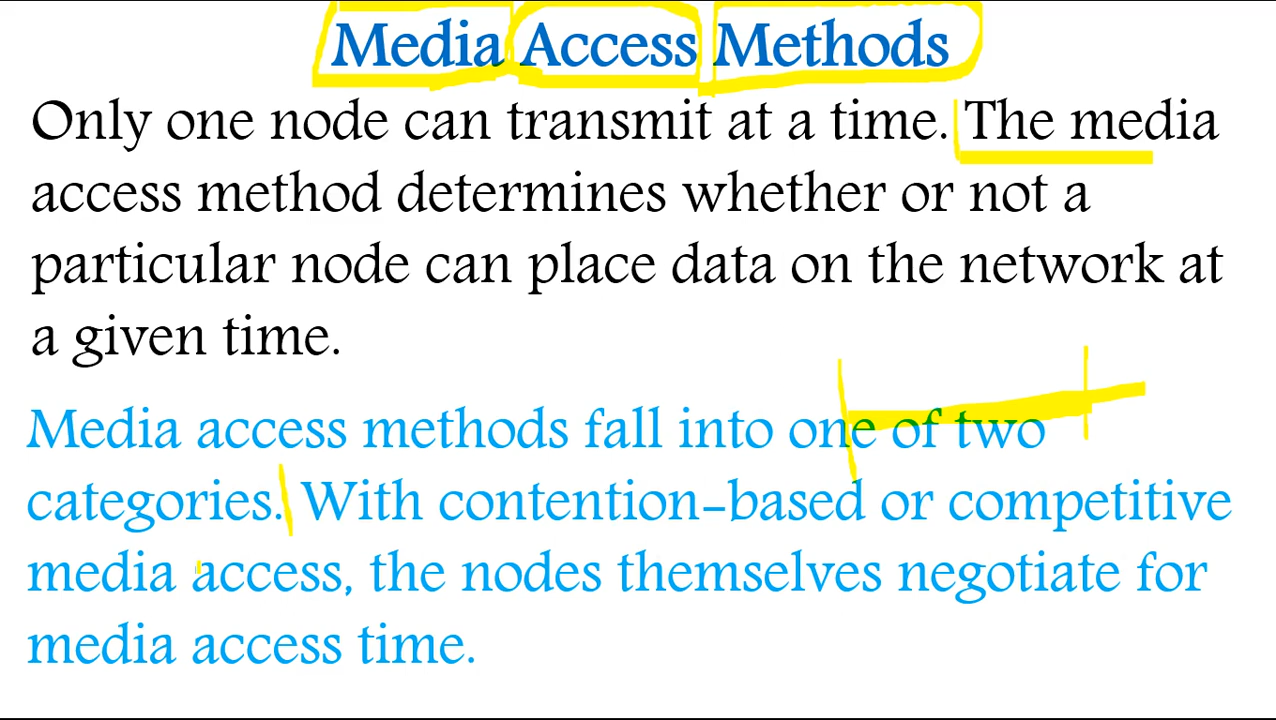 Media Access Methods
Only one node can transmit at a time. The media
access method determines whether or not a
particular node can place data on the network at
a given time.
Media access methods fall into one of two
categories. With contention-based or competitive
media access, the nodes themselves negotiate for
media access time.